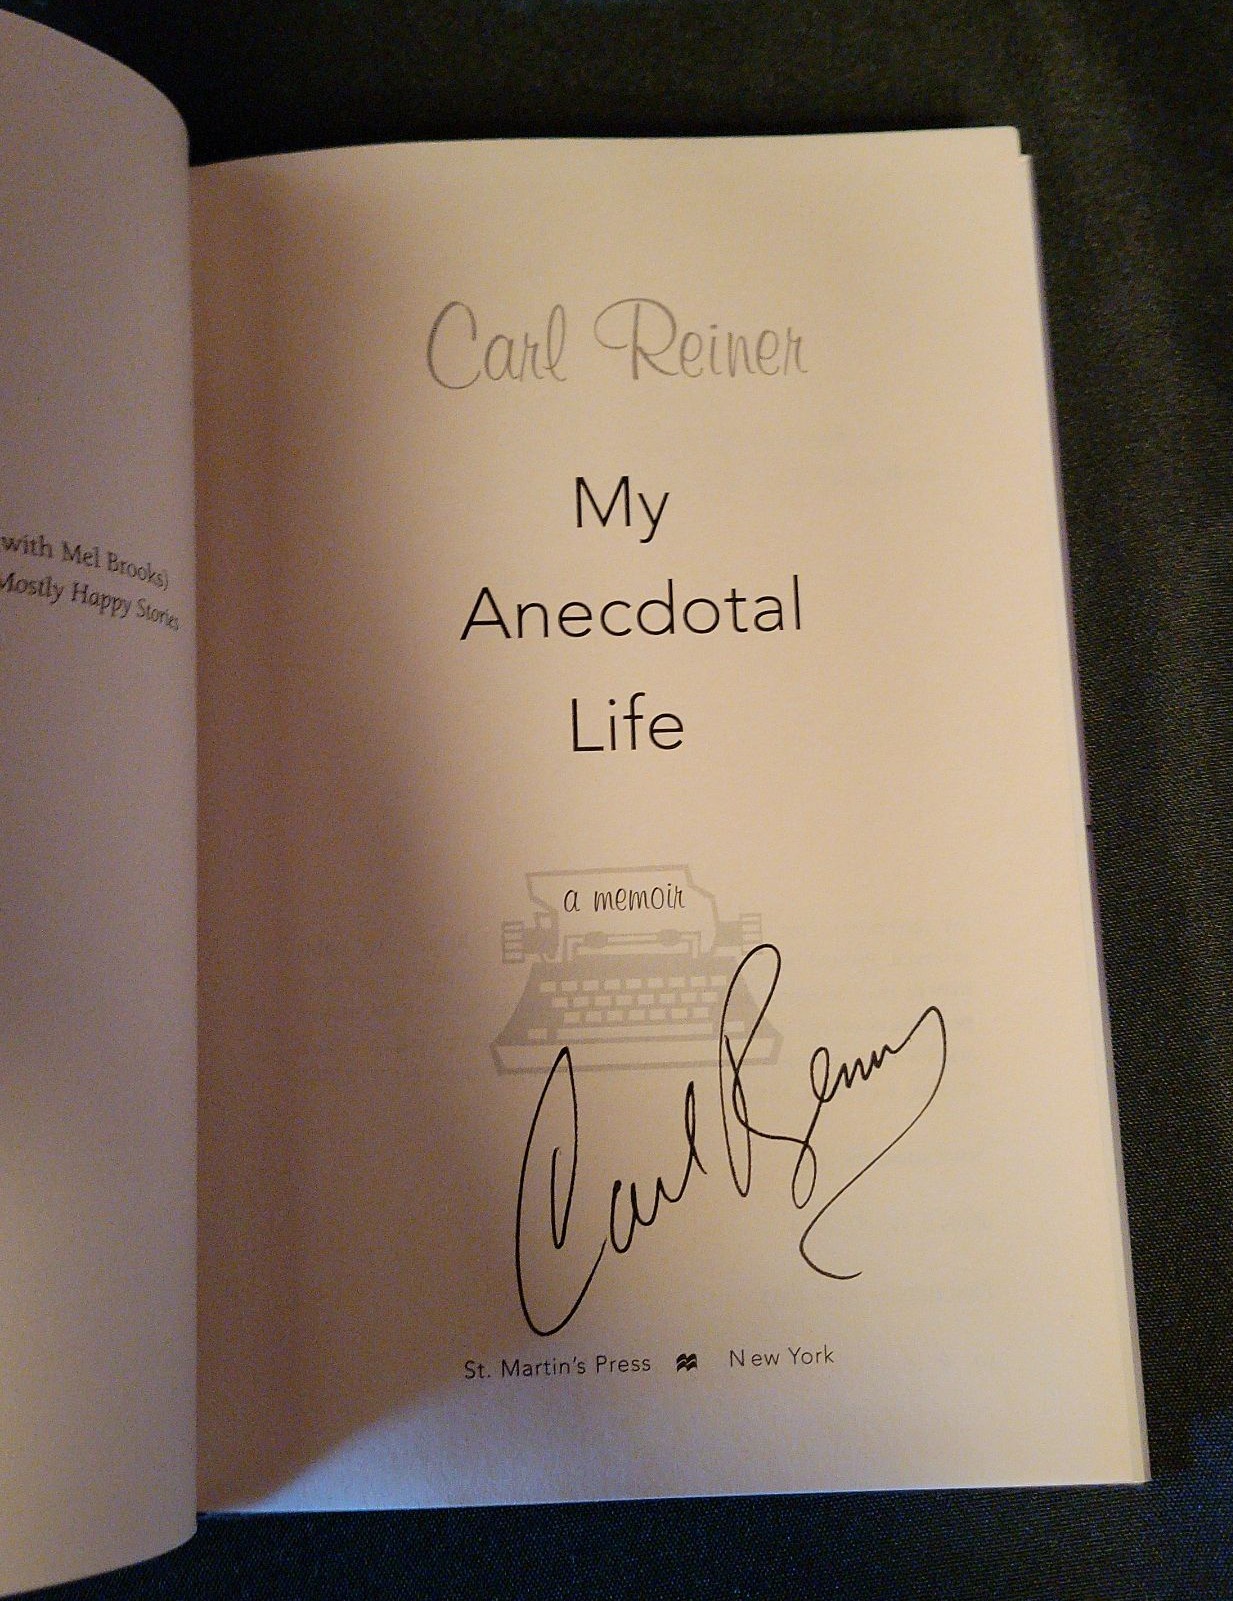 with Mel Brooks)
Mostly Happy Stories
Carl Reiner
My
Anecdotal
Life
a memoir
Carl Reiner
St. Martin's Press New York